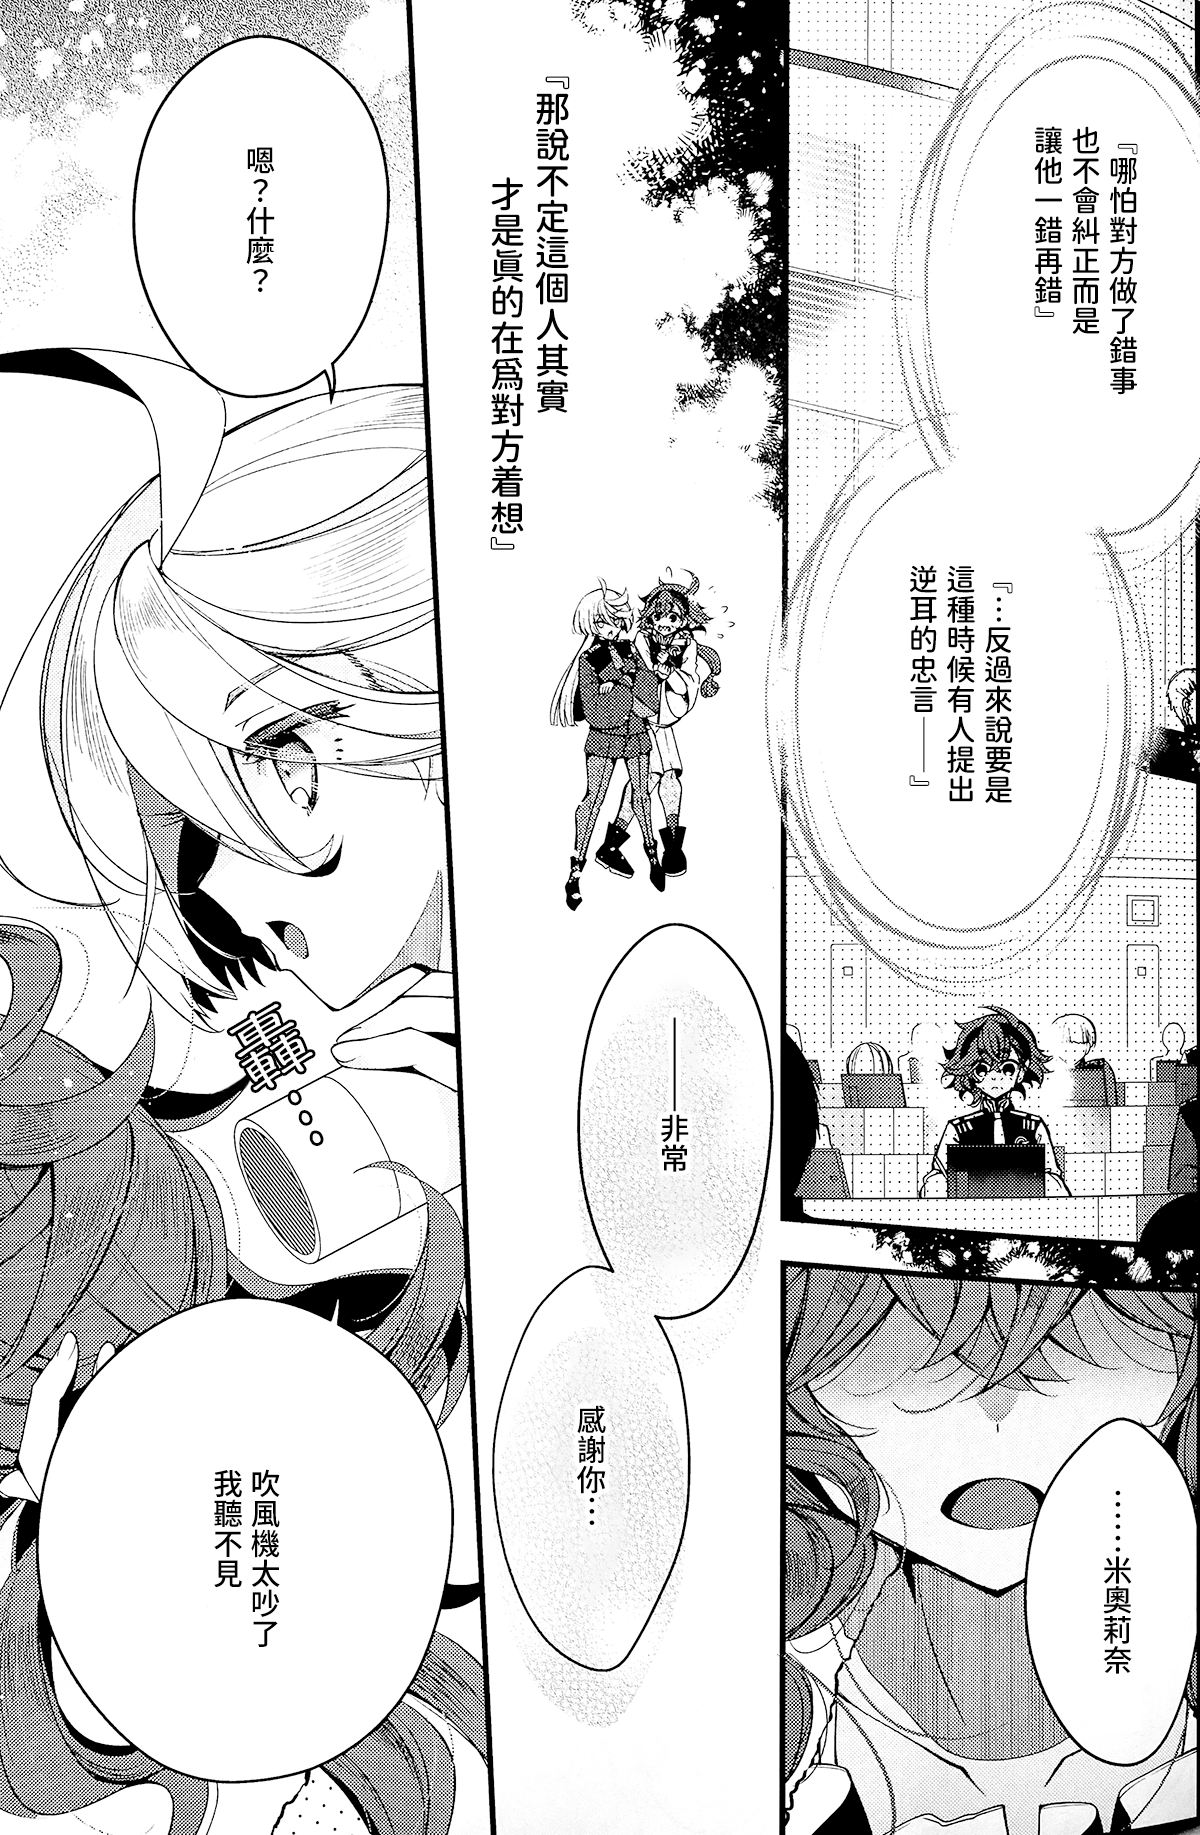 『哪怕對方做了錯事
也不會糾正而是
讓他一錯再錯』
『…反過來說要是
這種時候有人提出
逆耳的忠言——』
……米奧莉奈
『那說不定這個人其實
才是眞的在爲對方着想』
——非常
感謝你…
嗯？什麼？
轟…
吹風機太吵了
我聽不見